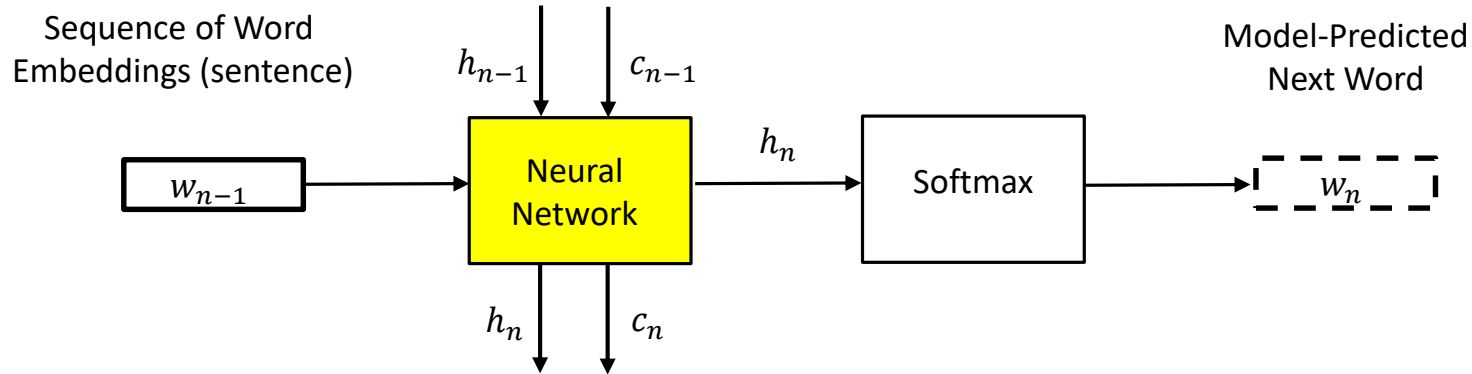 Sequence of Word
Embeddings (sentence)
h_{n−1}
c_{n−1}
Model-Predicted
Next Word
w_{n−1}
Neural
Network
h_n
Softmax
w_n
h_n
c_n